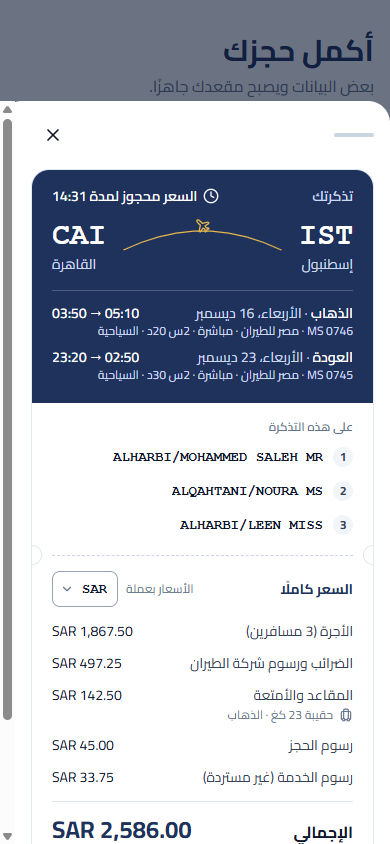 أكمل حجزك
بعض البيانات ويصبح مقعدك جاهزًا.
تذكرتك
السعر محجوز لمدة 14:31
IST
CAI
إسطنبول
القاهرة
الذهاب · الأربعاء، 16 ديسمبر
03:50 → 05:10
MS 0746 · مصر للطيران · مباشرة · 2س 20د · السياحية
العودة · الأربعاء، 23 ديسمبر
23:20 → 02:50
MS 0745 · مصر للطيران · مباشرة · 2س 30د · السياحية
على هذه التذكرة
1 ALHARBI/MOHAMMED SALEH MR
2 ALQAHTANI/NOURA MS
3 ALHARBI/LEEN MISS
السعر كاملًا
الأسعار بعملة SAR
الأجرة (3 مسافرين) SAR 1,867.50
الضرائب ورسوم شركة الطيران SAR 497.25
المقاعد والأمتعة SAR 142.50
حقيبة 23 كغ · الذهاب
رسوم الحجز SAR 45.00
رسوم الخدمة (غير مستردة) SAR 33.75
الإجمالي SAR 2,586.00